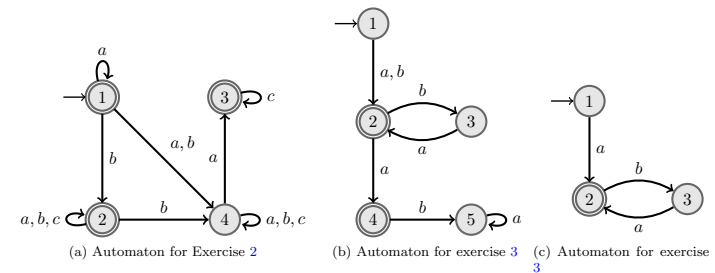 a
1
3
c
b
a, b
a
a, b, c
2
b
4
a, b, c
(a) Automaton for Exercise 2
1
a, b
2
b
3
a
a
4
b
5
a
(b) Automaton for exercise 3
1
a
2
b
3
a
(c) Automaton for exercise
3